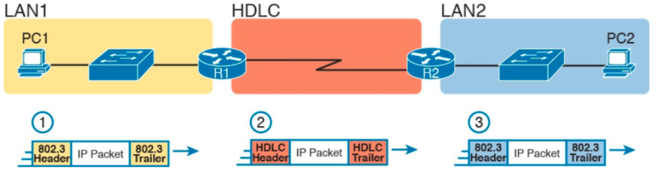 LAN1
HDLC
LAN2
PC1
PC2
R1
R2
1
2
3
802.3 Header
IP Packet
802.3 Trailer
HDLC Header
IP Packet
HDLC Trailer
802.3 Header
IP Packet
802.3 Trailer